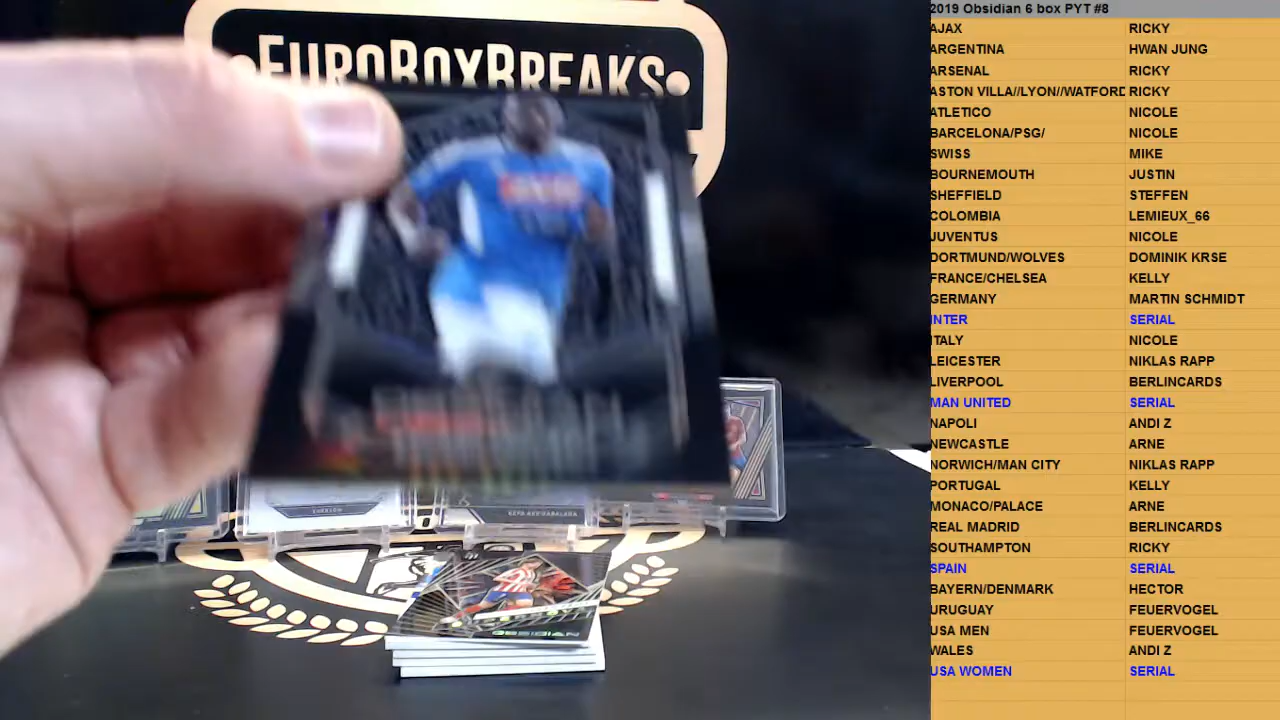 EUROBOXBREAKS
2019 Obsidian 6 box PYT #8
AJAX RICKY
ARGENTINA HWAN JUNG
ARSENAL RICKY
ASTON VILLA//LYON//WATFORD RICKY
ATLETICO NICOLE
BARCELONA/PSG/ NICOLE
SWISS MIKE
BOURNEMOUTH JUSTIN
SHEFFIELD STEFFEN
COLOMBIA LEMIEUX_66
JUVENTUS NICOLE
DORTMUND/WOLVES DOMINIK KRSE
FRANCE/CHELSEA KELLY
GERMANY MARTIN SCHMIDT
INTER SERIAL
ITALY NICOLE
LEICESTER NIKLAS RAPP
LIVERPOOL BERLINCARDS
MAN UNITED SERIAL
NAPOLI ANDI Z
NEWCASTLE ARNE
NORWICH/MAN CITY NIKLAS RAPP
PORTUGAL KELLY
MONACO/PALACE ARNE
REAL MADRID BERLINCARDS
SOUTHAMPTON RICKY
SPAIN SERIAL
BAYERN/DENMARK HECTOR
URUGUAY FEUERVOGEL
USA MEN FEUERVOGEL
WALES ANDI Z
USA WOMEN SERIAL
OBSIDIAN